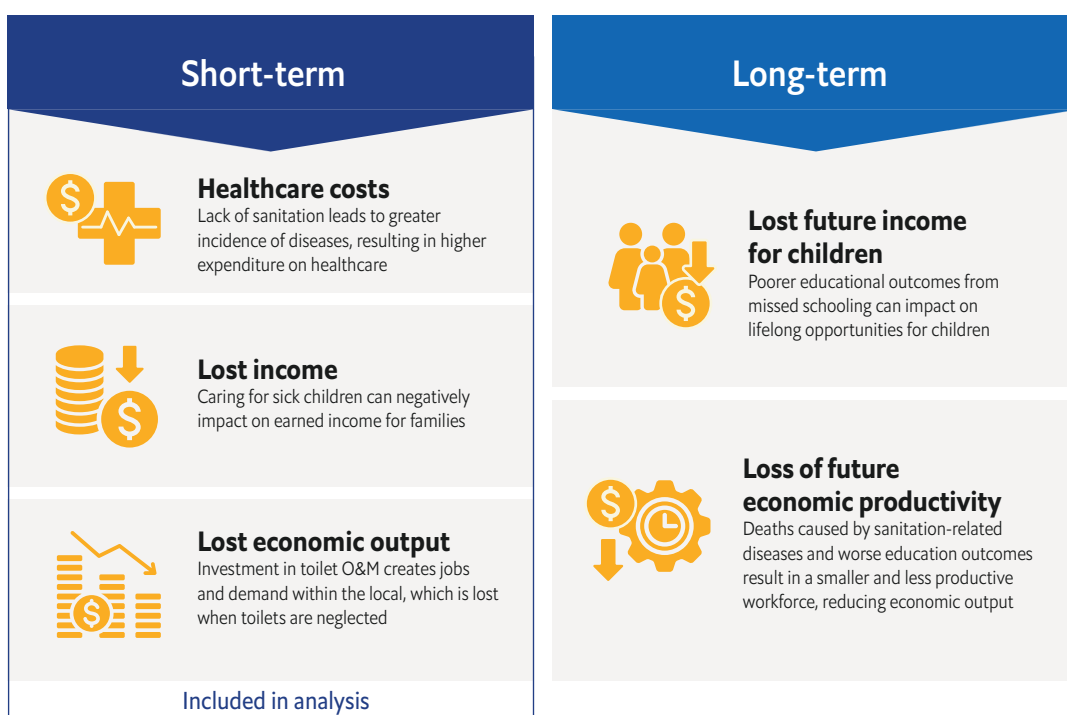 Short-term
Healthcare costs
Lack of sanitation leads to greater
incidence of diseases, resulting in higher
expenditure on healthcare
Lost income
Caring for sick children can negatively
impact on earned income for families
Lost economic output
Investment in toilet O&M creates jobs
and demand within the local, which is lost
when toilets are neglected
Included in analysis
Long-term
Lost future income
for children
Poorer educational outcomes from
missed schooling can impact on
lifelong opportunities for children
Loss of future
economic productivity
Deaths caused by sanitation-related
diseases and worse education outcomes
result in a smaller and less productive
workforce, reducing economic output